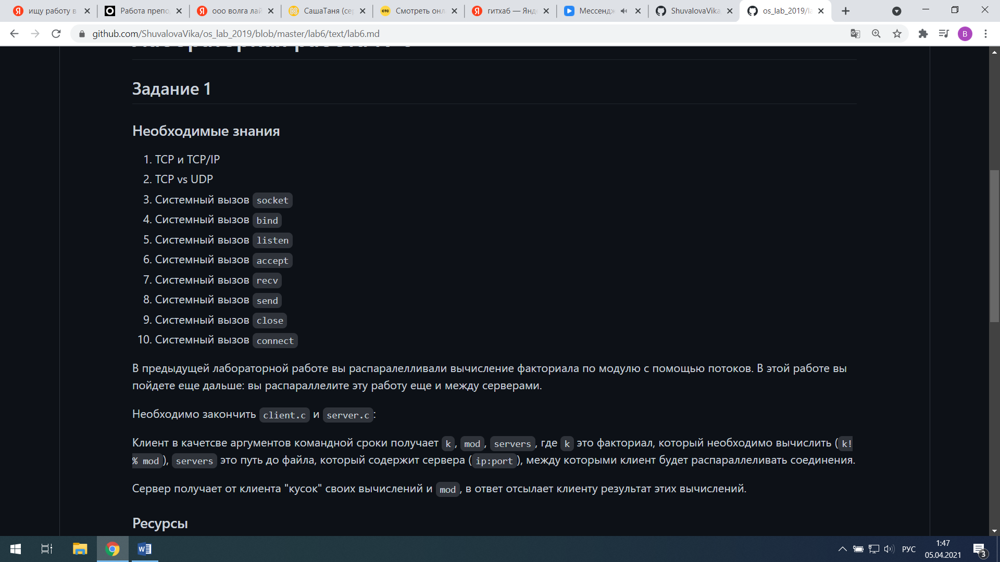 ищу работу в
Работа препо
ооо волга лай
СашаТаня (се
Смотреть онл
гитхаб — Янд
Мессендж
ShuvalovaVika
os_lab_2019/la
github.com/ShuvalovaVika/os_lab_2019/blob/master/lab6/text/lab6.md
Задание 1
Необходимые знания
1. TCP и TCP/IP
2. TCP vs UDP
3. Системный вызов socket
4. Системный вызов bind
5. Системный вызов listen
6. Системный вызов accept
7. Системный вызов recv
8. Системный вызов send
9. Системный вызов close
10. Системный вызов connect
В предыдущей лабораторной работе вы распаралелливали вычисление факториала по модулю с помощью потоков. В этой работе вы
пойдете еще дальше: вы распараллелите эту работу еще и между серверами.
Необходимо закончить client.c и server.c:
Клиент в качетсве аргументов командной сроки получает k, mod, servers, где k это факториал, который необходимо вычислить (k!
% mod), servers это путь до файла, который содержит сервера (ip:port), между которыми клиент будет распараллеливать соединения.
Сервер получает от клиента "кусок" своих вычислений и mod, в ответ отсылает клиенту результат этих вычислений.
Ресурсы
РУС
1:47
05.04.2021
3